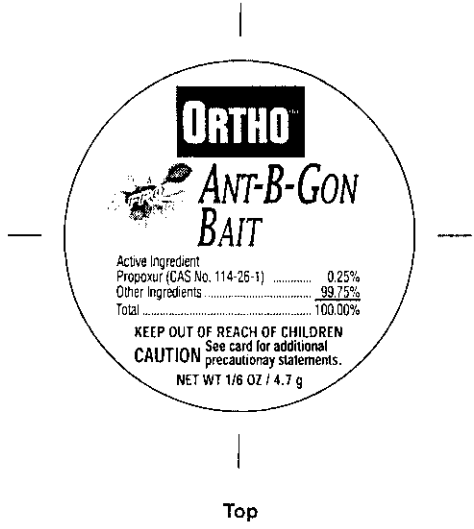 ORTHO
ANT-B-GON
BAIT
Active Ingredient
Propoxur (CAS No. 114-26-1) ............ 0.25%
Other Ingredients ................................ 99.75%
Total .................................................... 100.00%
KEEP OUT OF REACH OF CHILDREN
CAUTION See card for additional
precautionay statements.
NET WT 1/6 OZ / 4.7 g
Top